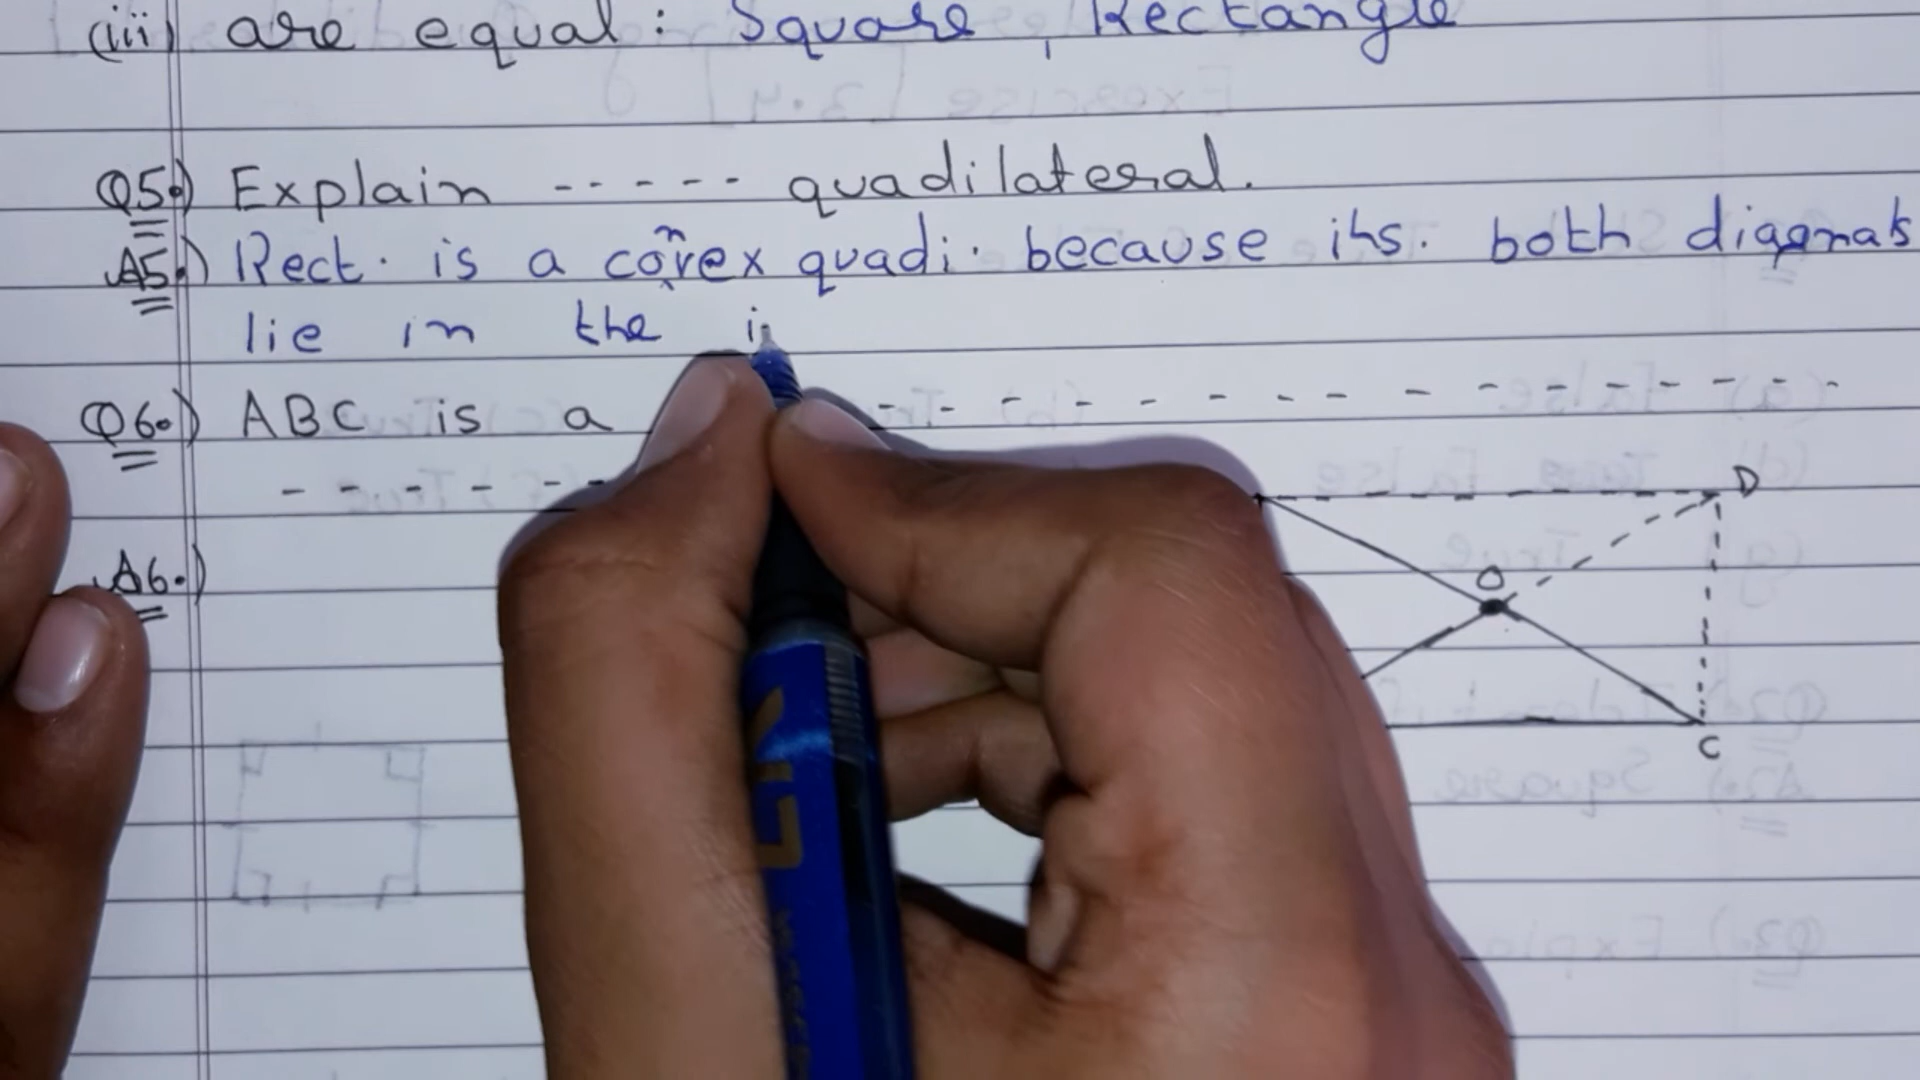 (iii) are equal: Square, Rectangle
Q5.) Explain ----- quadilateral.
A5.) Rect. is a convex quadi. because its. both diagonals
lie in the i
Q6.) ABC is a - - - - - - - - - - - - - -
- - - - - -
D
O
A6.)
C